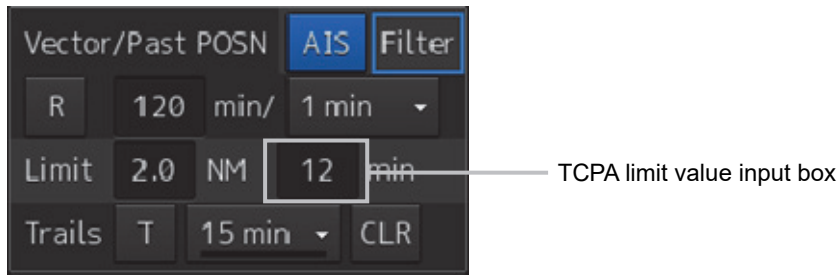 Vector/Past POSN AIS Filter
R 120 min/ 1 min
Limit 2.0 NM 12 min
TCPA limit value input box
Trails T 15 min CLR